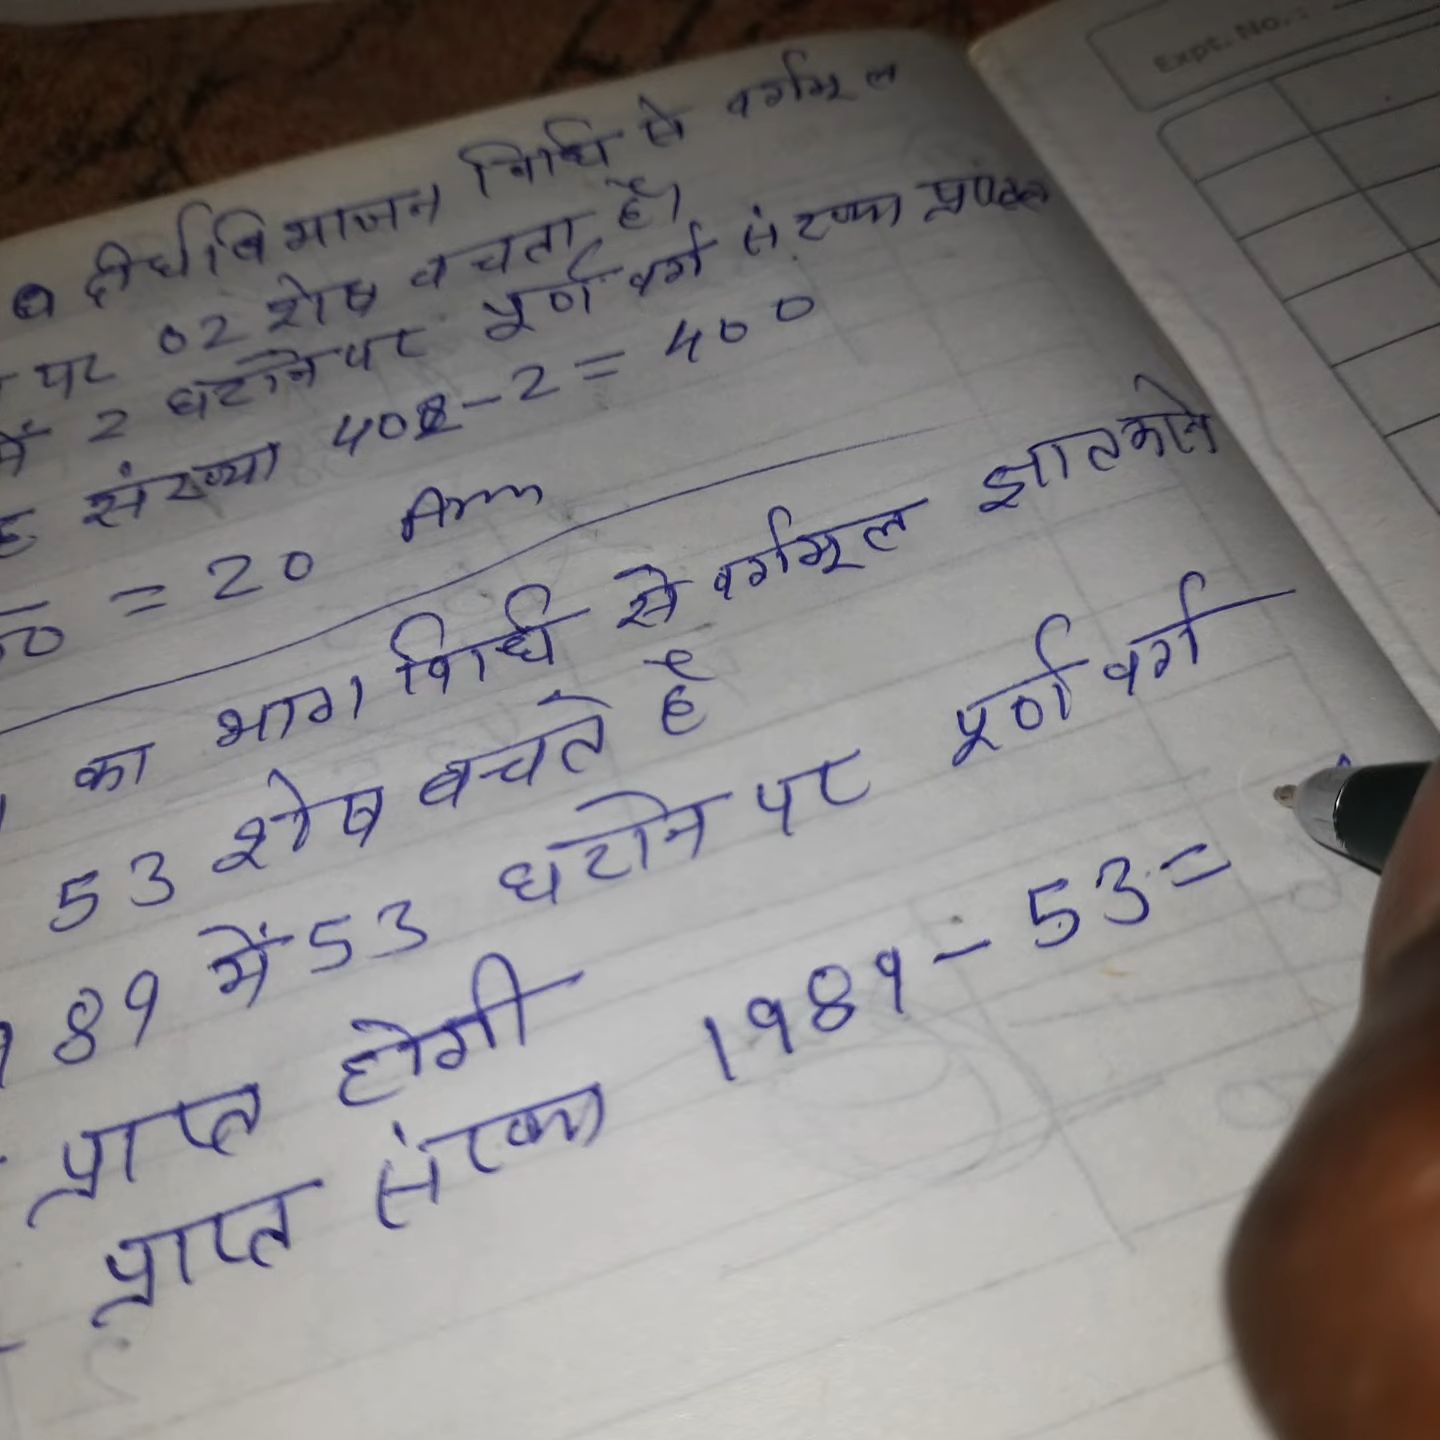 Expt. No. :
दीर्घ विभाजन विधि से वर्गमूल
पर 02 शेष बचता है।
में 2 घटाने पर पूर्ण वर्ग संख्या
संख्या 402 - 2 = 400
= 20 Ans
का भाग विधि से वर्गमूल ज्ञात करने
53 शेष बचते है
89 में 53 घटाने पर पूर्ण वर्ग
प्राप्त होगी
प्राप्त संख्या 1989 - 53 =